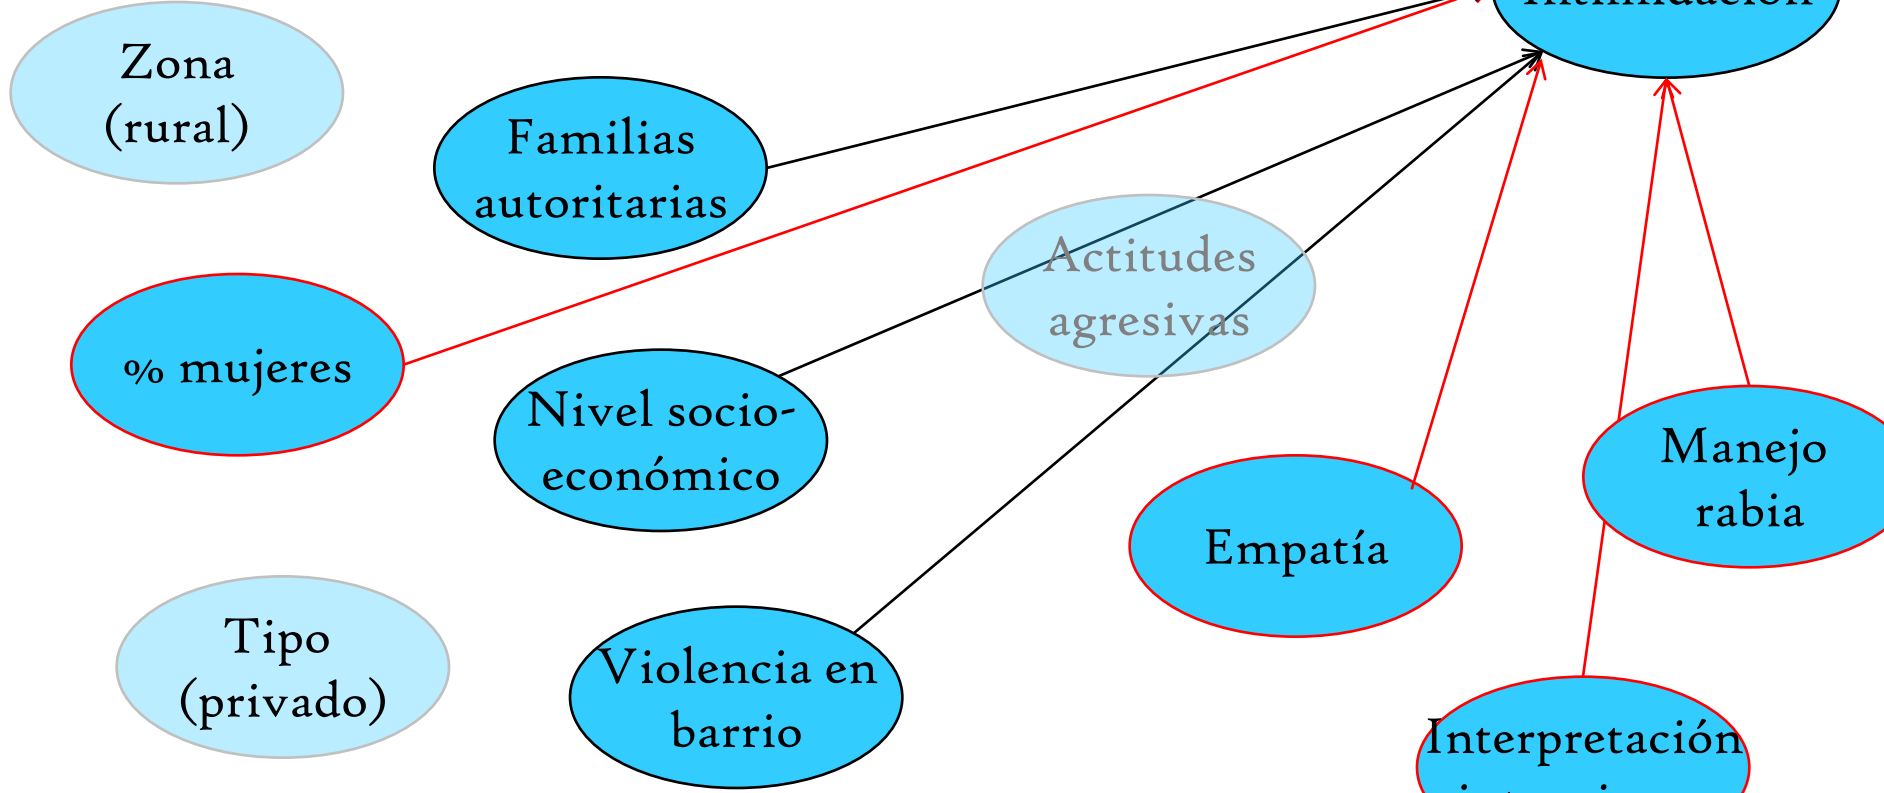 Intimidación
Zona
(rural)
Familias
autoritarias
Actitudes
agresivas
% mujeres
Nivel socio-
económico
Manejo
rabia
Empatía
Tipo
(privado)
Violencia en
barrio
Interpretación